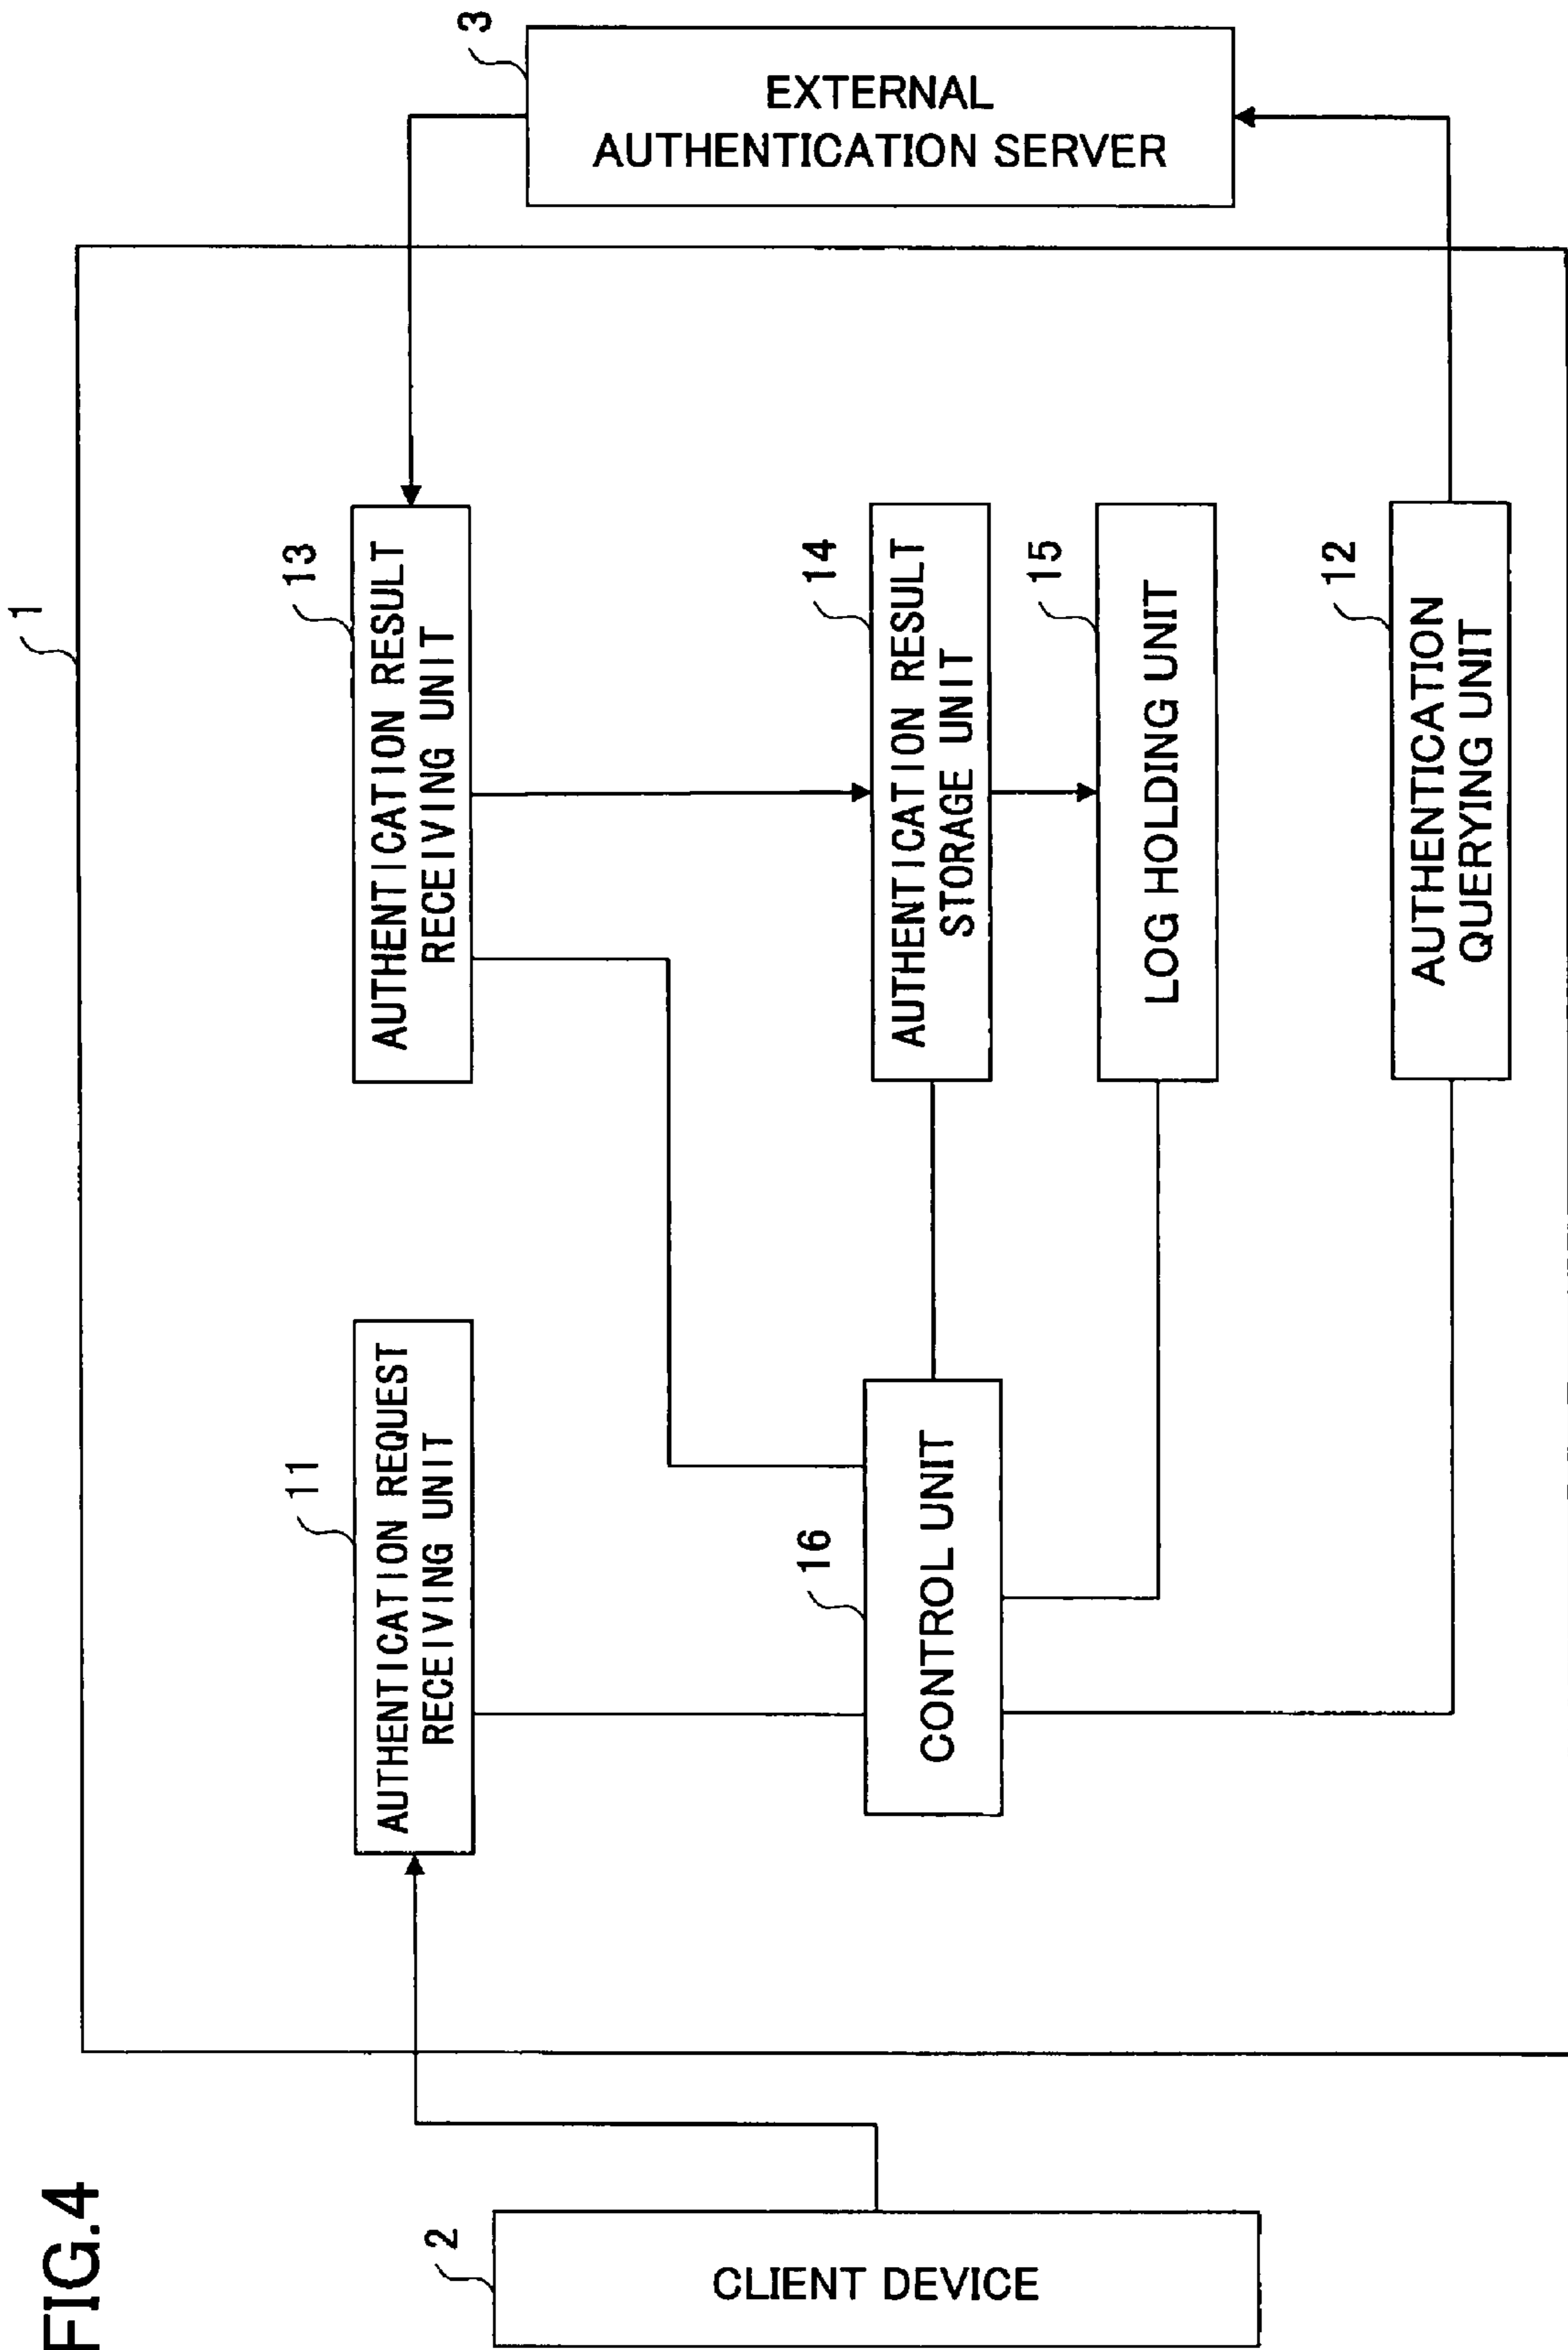 FIG.4
1
2
CLIENT DEVICE
11
AUTHENTICATION REQUEST
RECEIVING UNIT
16
CONTROL UNIT
13
AUTHENTICATION RESULT
RECEIVING UNIT
14
AUTHENTICATION RESULT
STORAGE UNIT
15
LOG HOLDING UNIT
12
AUTHENTICATION
QUERYING UNIT
3
EXTERNAL
AUTHENTICATION SERVER